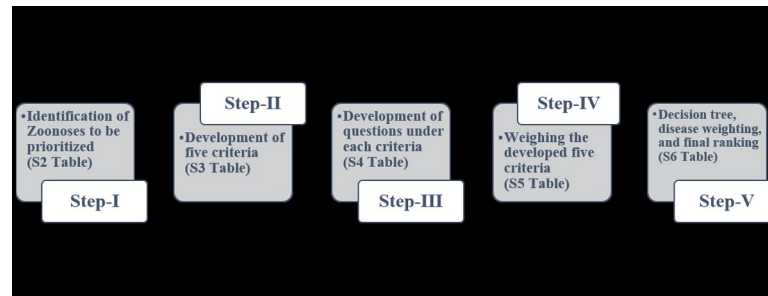 •Identification of
Zoonoses to be
prioritized
(S2 Table)
Step-I
Step-II
•Development of
five criteria
(S3 Table)
•Development of
questions under
each criteria
(S4 Table)
Step-III
Step-IV
•Weighing the
developed five
criteria
(S5 Table)
•Decision tree,
disease weighting,
and final ranking
(S6 Table)
Step-V